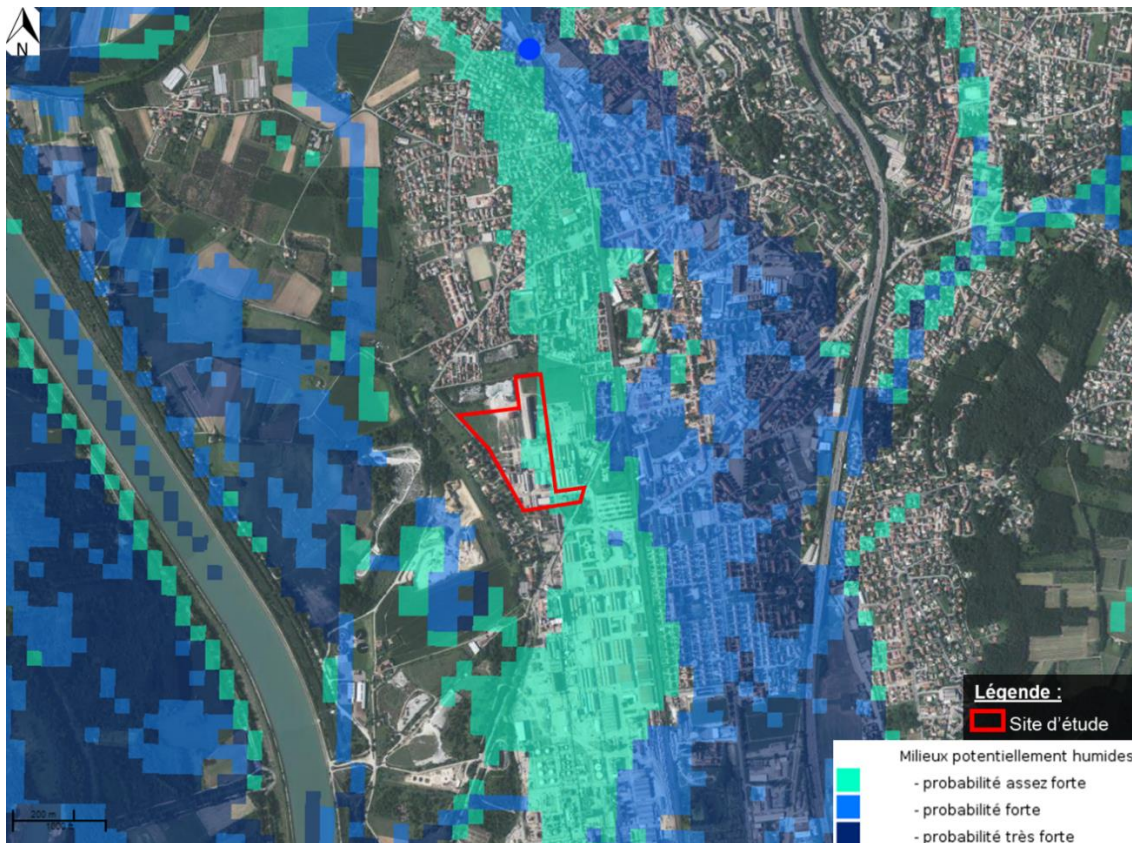 N
Légende :
Site d'étude
Milieux potentiellement humides
- probabilité assez forte
- probabilité forte
- probabilité très forte
200 m